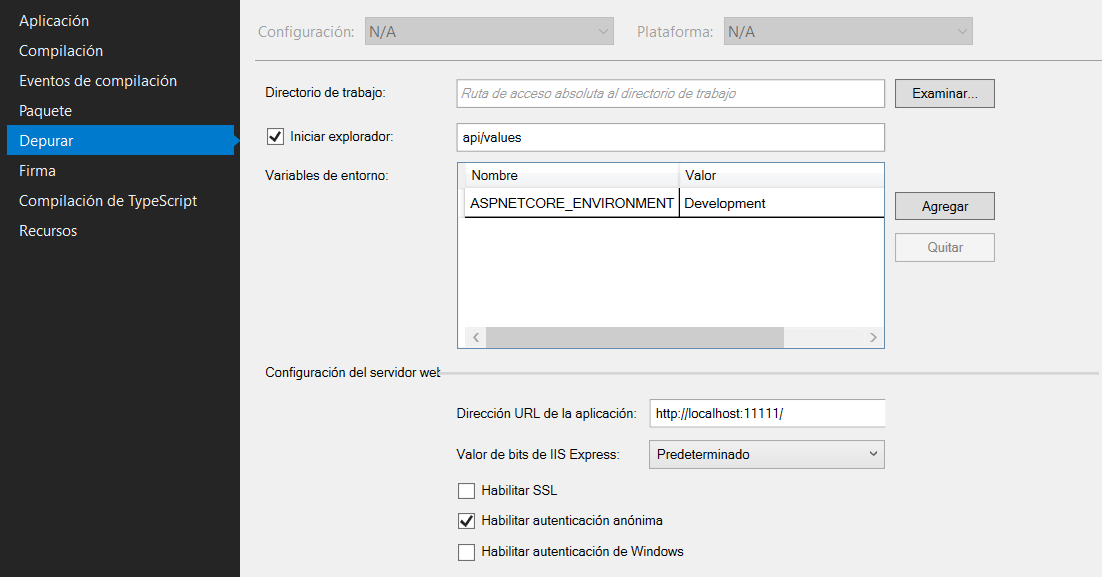 Aplicación
Compilación
Eventos de compilación
Paquete
Depurar
Firma
Compilación de TypeScript
Recursos
Configuración: N/A Plataforma: N/A
Directorio de trabajo: Ruta de acceso absoluta al directorio de trabajo Examinar...
Iniciar explorador: api/values
Variables de entorno: Nombre Valor
ASPNETCORE_ENVIRONMENT Development
Agregar
Quitar
Configuración del servidor web
Dirección URL de la aplicación: http://localhost:11111/
Valor de bits de IIS Express: Predeterminado
Habilitar SSL
Habilitar autenticación anónima
Habilitar autenticación de Windows